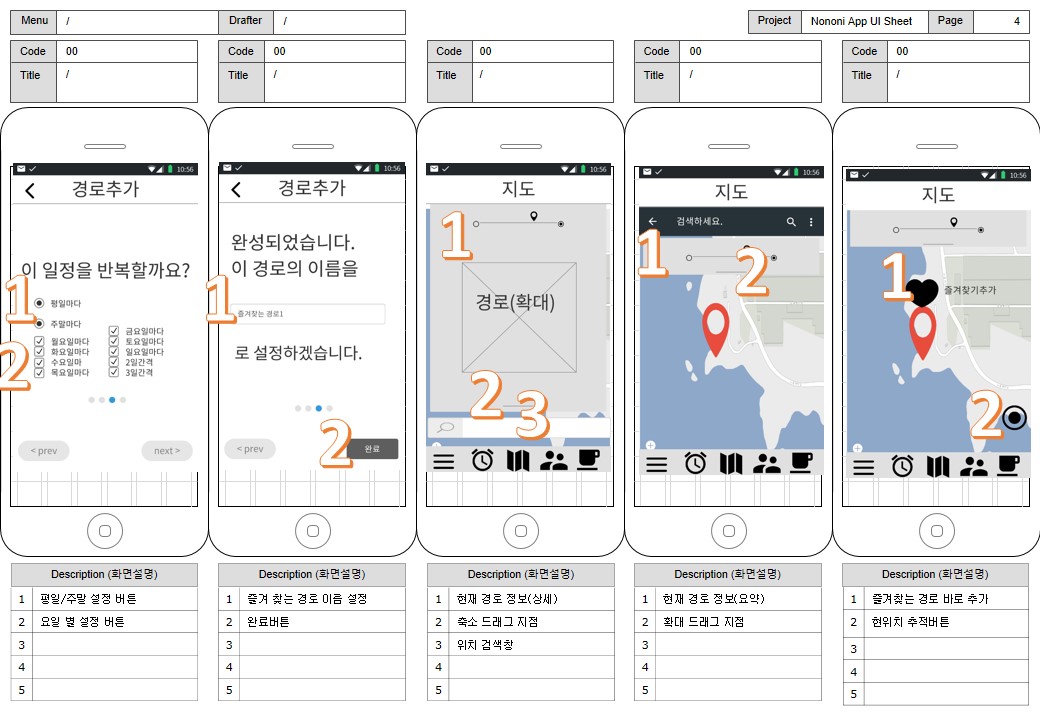 Menu /
Drafter /
Project Nononi App UI Sheet Page 4
Code 00
Title /
Code 00
Title /
Code 00
Title /
Code 00
Title /
Code 00
Title /
10:56
경로추가
이 일정을 반복할까요?
1
평일마다
주말마다
2
월요일마다
화요일마다
수요일마
목요일마다
금요일마다
토요일마다
일요일마다
2일간격
3일간격
< prev
next >
10:56
경로추가
완성되었습니다.
이 경로의 이름을
1
즐겨찾는 경로1
로 설정하겠습니다.
< prev
2
완료
10:56
지도
1
경로(확대)
2
3
10:56
지도
검색하세요.
1
2
10:56
지도
1
즐겨찾기추가
2
Description (화면설명)
1 평일/주말 설정 버튼
2 요일 별 설정 버튼
3
4
5
Description (화면설명)
1 즐겨 찾는 경로 이음 설정
2 완료버튼
3
4
5
Description (화면설명)
1 현재 경로 정보(상세)
2 축소 드래그 지점
3 위치 검색창
4
5
Description (화면설명)
1 현재 경로 정보(요약)
2 확대 드래그 지점
3
4
5
Description (화면설명)
1 즐겨찾는 경로 바로 추가
2 현위치 추적버튼
3
4
5